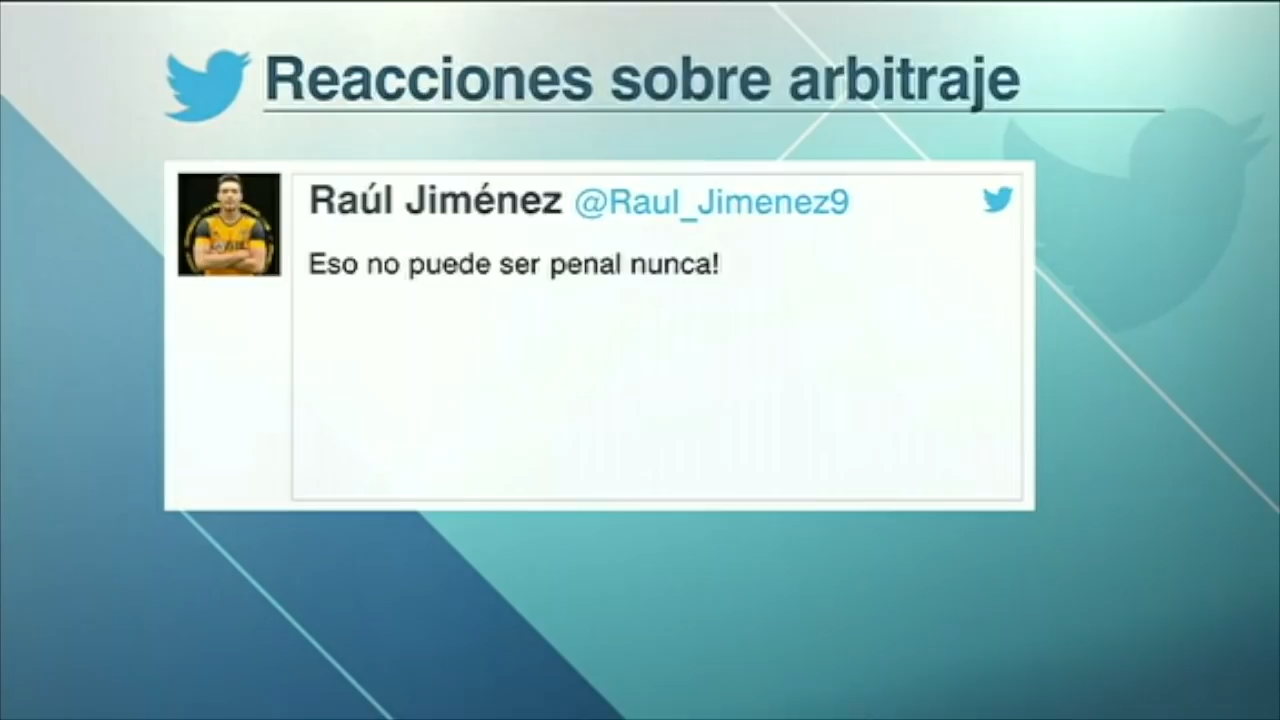 Reacciones sobre arbitraje
Raúl Jiménez @Raul_Jimenez9
Eso no puede ser penal nunca!